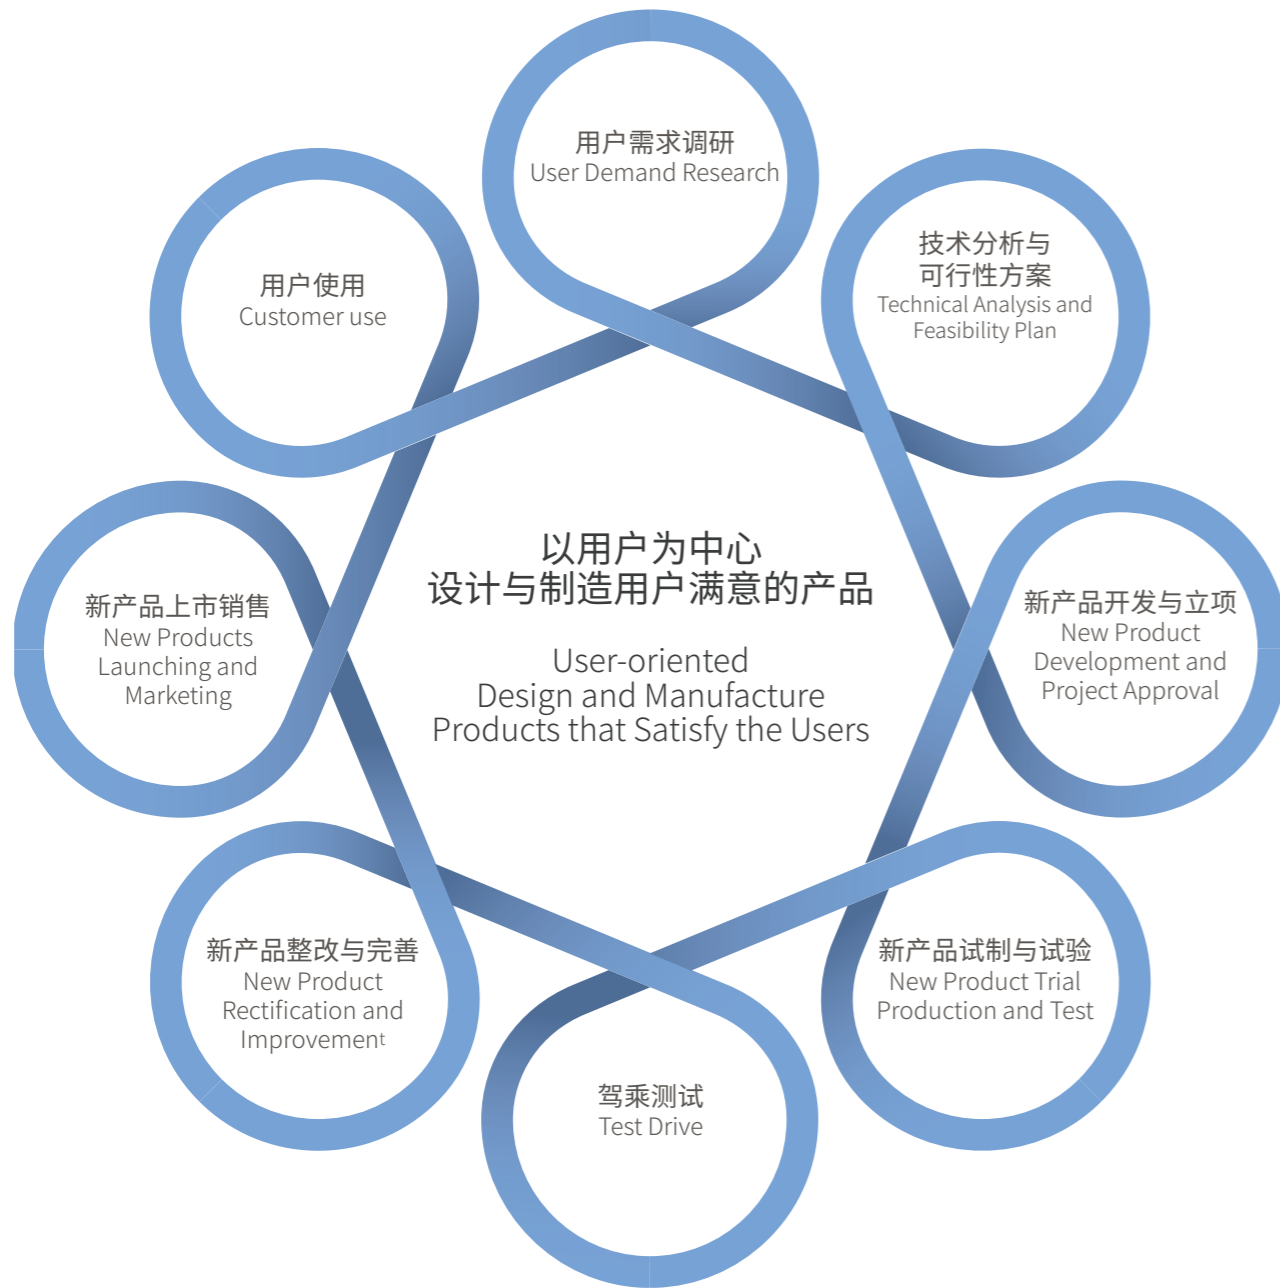 用户需求调研
User Demand Research
技术分析与
可行性方案
Technical Analysis and
Feasibility Plan
新产品开发与立项
New Product
Development and
Project Approval
新产品试制与试验
New Product Trial
Production and Test
驾乘测试
Test Drive
新产品整改与完善
New Product
Rectification and
Improvement
新产品上市销售
New Products
Launching and
Marketing
用户使用
Customer use
以用户为中心
设计与制造用户满意的产品
User-oriented
Design and Manufacture
Products that Satisfy the Users